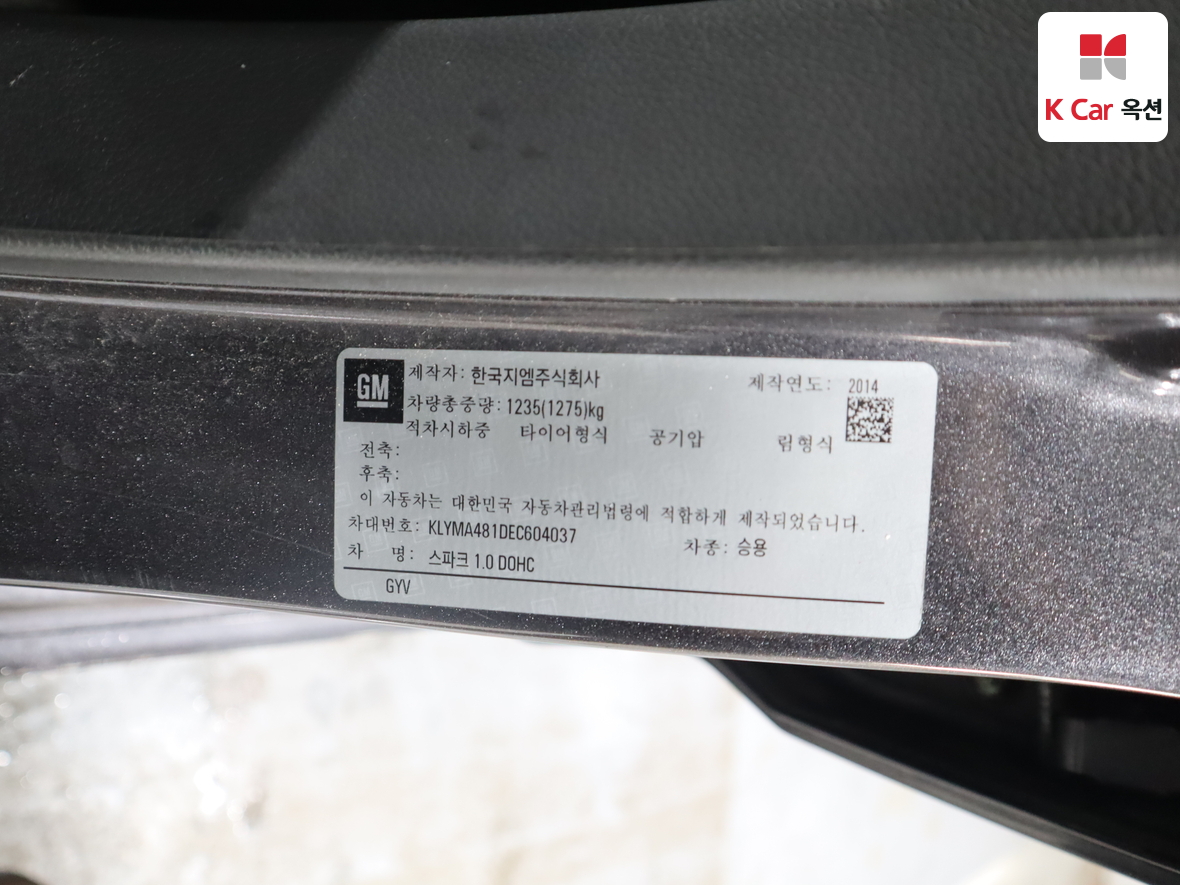 K Car 옥션
GM
제작자: 한국지엠주식회사 제작연도: 2014
차량총중량: 1235(1275)kg
적차시하중 타이어형식 공기압 림형식
전축:
후축:
이 자동차는 대한민국 자동차관리법령에 적합하게 제작되었습니다.
차대번호: KLYMA481DEC604037 차종: 승용
차 명: 스파크 1.0 DOHC
GYV